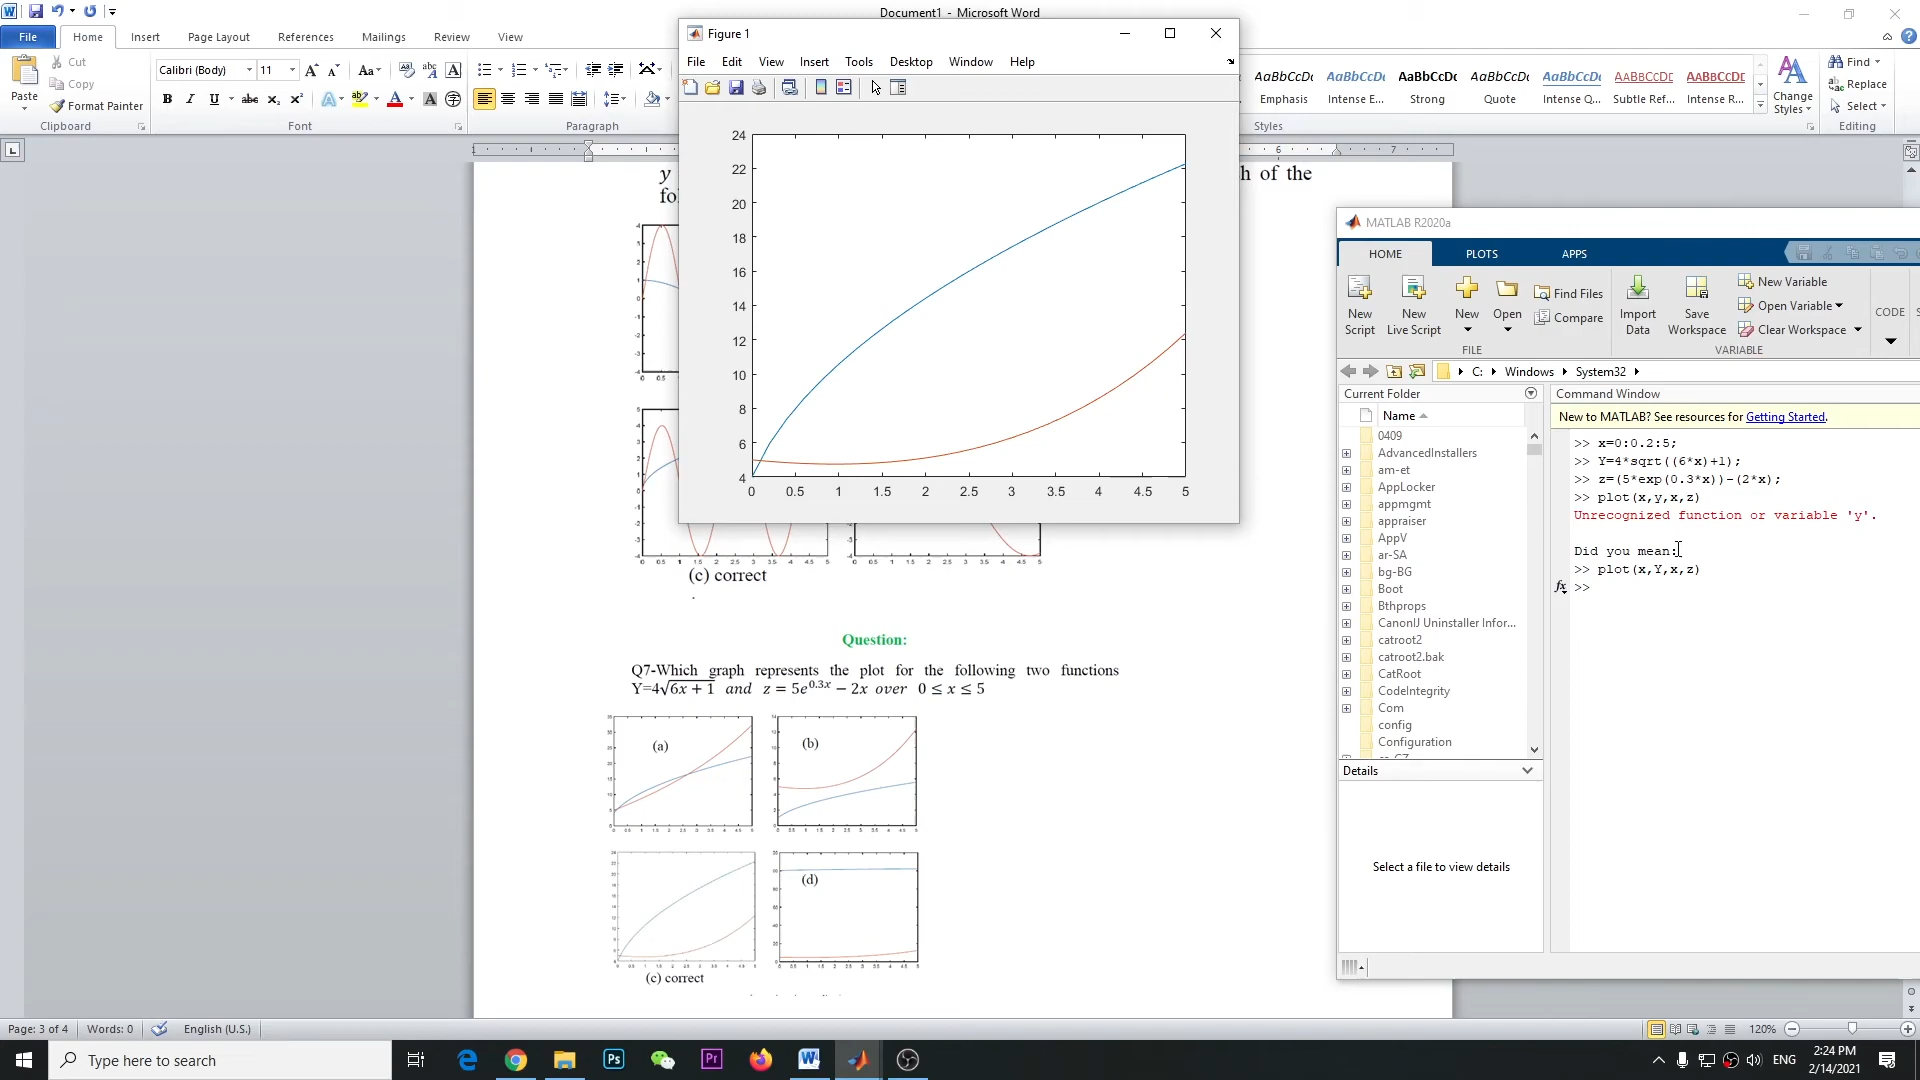 Document1 - Microsoft Word
File Home Insert Page Layout References Mailings Review View
Paste
Cut
Copy
Format Painter
Clipboard
Calibri (Body) 11
Font
Paragraph
AaBbCcDc AaBbCcDc AaBbCcDc AaBbCcDc AaBbCcDc AABBCCDE AABBCCDE
Emphasis Intense E... Strong Quote Intense Q... Subtle Ref... Intense R...
Styles
Change Styles
Find
Replace
Select
Editing
Figure 1
File Edit View Insert Tools Desktop Window Help
24
22
20
18
16
14
12
10
8
6
4
0 0.5 1 1.5 2 2.5 3 3.5 4 4.5 5
y
h of the
fo
(c) correct
Question:
Q7-Which graph represents the plot for the following two functions
Y=4√6x + 1 and z = 5e^0.3x − 2x over 0 ≤ x ≤ 5
(a)
(b)
(d)
(c) correct
MATLAB R2020a
HOME PLOTS APPS
New Script
New Live Script
New
Open
Find Files
Compare
FILE
Import Data
Save Workspace
New Variable
Open Variable
Clear Workspace
VARIABLE
CODE
C: Windows System32
Current Folder
Name
0409
AdvancedInstallers
am-et
AppLocker
appmgmt
appraiser
AppV
ar-SA
bg-BG
Boot
Bthprops
CanonIJ Uninstaller Infor...
catroot2
catroot2.bak
CatRoot
CodeIntegrity
Com
config
Configuration
Details
Select a file to view details
Command Window
New to MATLAB? See resources for Getting Started.
>> x=0:0.2:5;
>> Y=4*sqrt((6*x)+1);
>> z=(5*exp(0.3*x))-(2*x);
>> plot(x,y,x,z)
Unrecognized function or variable 'y'.
Did you mean:
>> plot(x,Y,x,z)
fx >>
Page: 3 of 4 Words: 0 English (U.S.) 120%
Type here to search
ENG
2:24 PM
2/14/2021